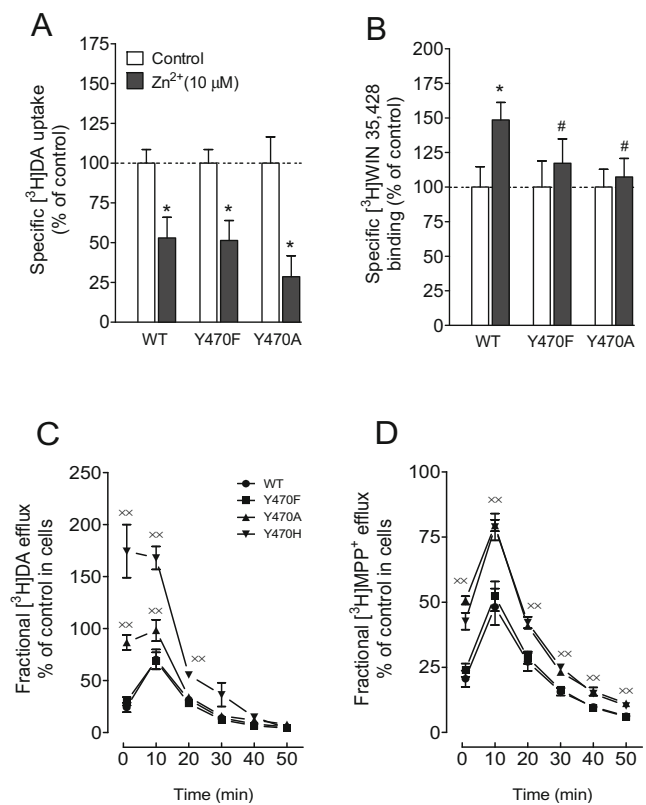 A
Specific [³H]DA uptake
(% of control)
175
150
125
100
75
50
25
0
Control
Zn²⁺(10 μM)
*
*
*
WT
Y470F
Y470A
B
Specific [³H]WIN 35,428
binding (% of control)
200
175
150
125
100
75
50
25
0
*
#
#
WT
Y470F
Y470A
C
Fractional [³H]DA efflux
% of control in cells
250
200
150
100
50
0
WT
Y470F
Y470A
Y470H
××
××
××
××
××
0 10 20 30 40 50
Time (min)
D
Fractional [³H]MPP⁺ efflux
% of control in cells
100
75
50
25
0
××
××
××
××
××
××
0 10 20 30 40 50
Time (min)